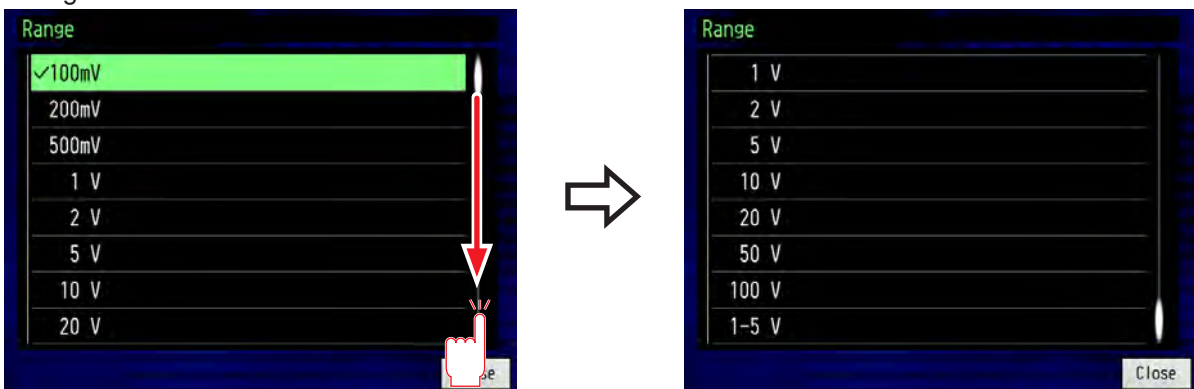 Range
✓100mV
200mV
500mV
1 V
2 V
5 V
10 V
20 V
Range
1 V
2 V
5 V
10 V
20 V
50 V
100 V
1-5 V
Close